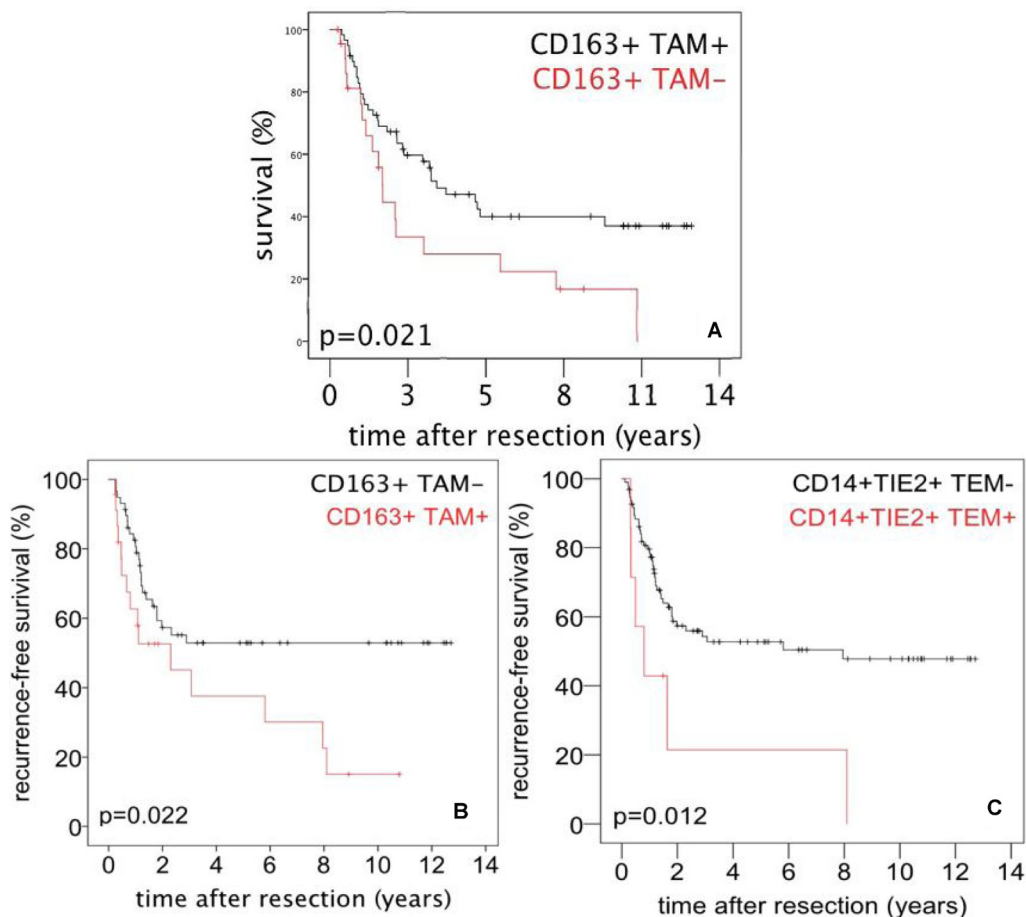 100
80
60
40
20
0
survival (%)
CD163+ TAM+
CD163+ TAM-
p=0.021
A
0 3 5 8 11 14
time after resection (years)
100
80
60
40
20
0
recurrence-free surivival (%)
CD163+ TAM-
CD163+ TAM+
p=0.022
B
0 2 4 6 8 10 12 14
time after resection (years)
100
80
60
40
20
0
recurrence-free survival (%)
CD14+TIE2+ TEM-
CD14+TIE2+ TEM+
p=0.012
C
0 2 4 6 8 10 12 14
time after resection (years)